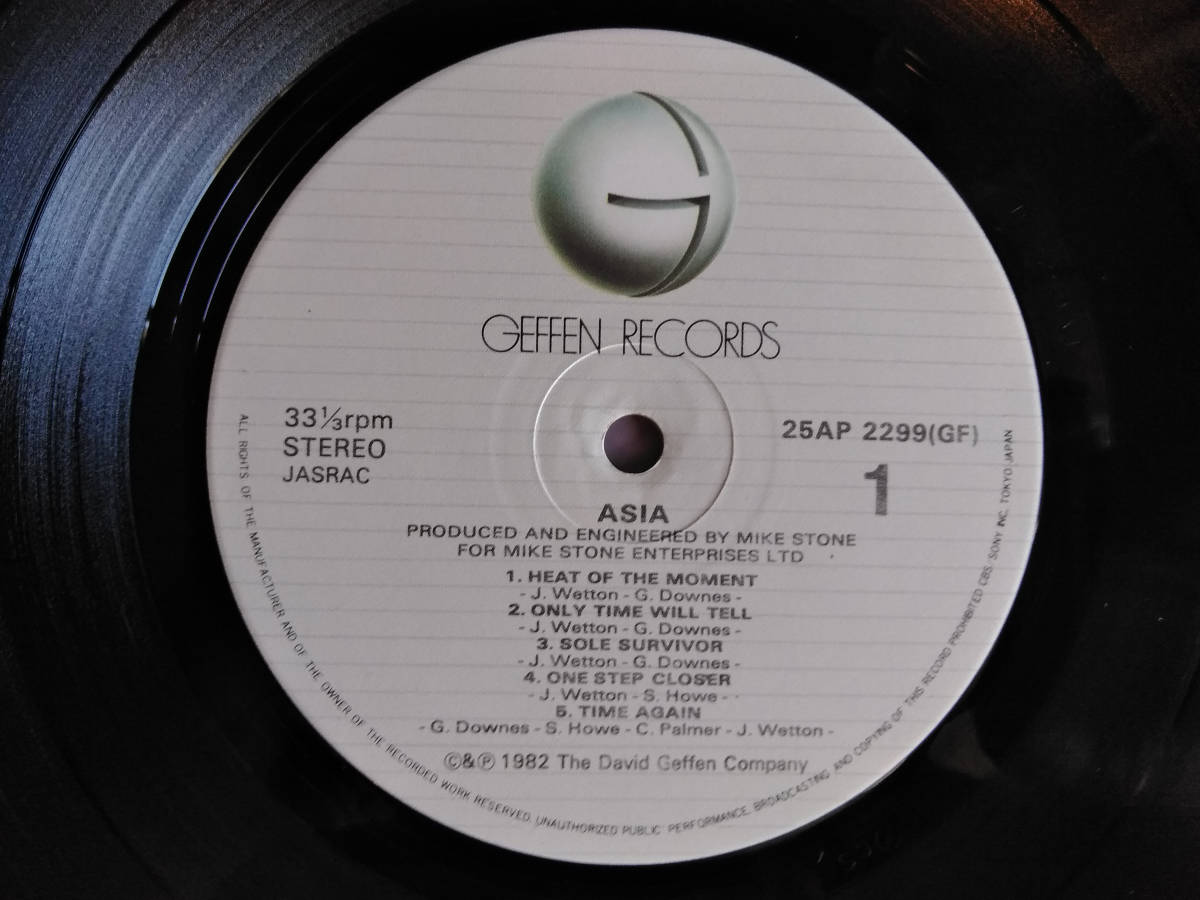 GEFFEN RECORDS
33⅓rpm
STEREO
JASRAC
25AP 2299(GF)
1
ASIA
PRODUCED AND ENGINEERED BY MIKE STONE
FOR MIKE STONE ENTERPRISES LTD
1. HEAT OF THE MOMENT
- J. Wetton - G. Downes -
2. ONLY TIME WILL TELL
- J. Wetton - G. Downes -
3. SOLE SURVIVOR
- J. Wetton - G. Downes -
4. ONE STEP CLOSER
- J. Wetton - S. Howe -
5. TIME AGAIN
- G. Downes - S. Howe - C. Palmer - J. Wetton -
©&℗ 1982 The David Geffen Company
ALL RIGHTS OF THE MANUFACTURER AND OF THE OWNER OF THE RECORDED WORK RESERVED. UNAUTHORIZED PUBLIC PERFORMANCE, BROADCASTING AND COPYING OF THIS RECORD PROHIBITED CBS/SONY INC. TOKYO JAPAN